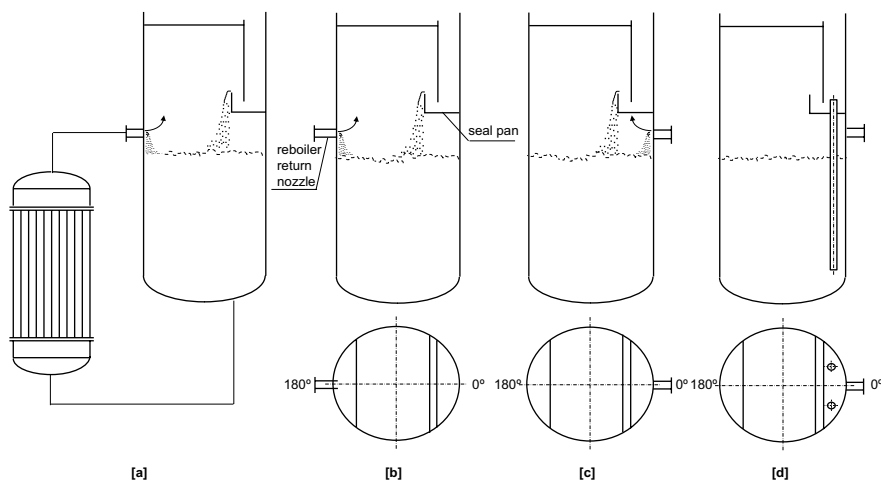 seal pan
reboiler
return
nozzle
180º
0º
180º
0º
180º
0º
[a]
[b]
[c]
[d]